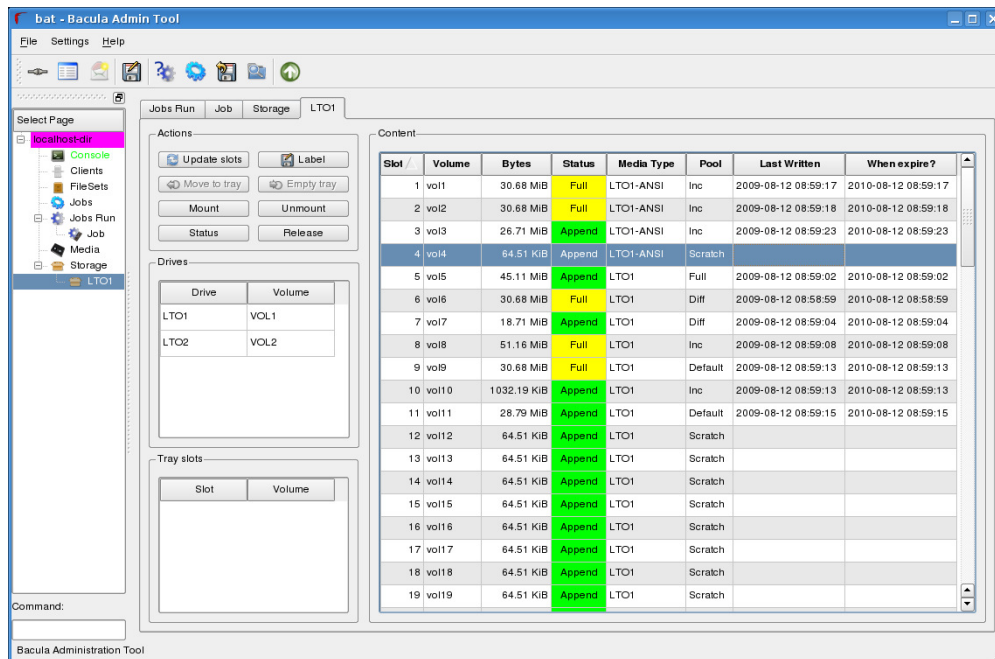 bat - Bacula Admin Tool
File Settings Help
Select Page
localhost-dir
Console
Clients
FileSets
Jobs
Jobs Run
Job
Media
Storage
LTO1
Command:
Bacula Administration Tool
Jobs Run Job Storage LTO1
Actions
Update slots Label
Move to tray Empty tray
Mount Unmount
Status Release
Drives
Drive Volume
LTO1 VOL1
LTO2 VOL2
Tray slots
Slot Volume
Content
Slot Volume Bytes Status Media Type Pool Last Written When expire?
1 vol1 30.68 MiB Full LTO1-ANSI Inc 2009-08-12 08:59:17 2010-08-12 08:59:17
2 vol2 30.68 MiB Full LTO1-ANSI Inc 2009-08-12 08:59:18 2010-08-12 08:59:18
3 vol3 26.71 MiB Append LTO1-ANSI Inc 2009-08-12 08:59:23 2010-08-12 08:59:23
4 vol4 64.51 KiB Append LTO1-ANSI Scratch
5 vol5 45.11 MiB Append LTO1 Full 2009-08-12 08:59:02 2010-08-12 08:59:02
6 vol6 30.68 MiB Full LTO1 Diff 2009-08-12 08:58:59 2010-08-12 08:58:59
7 vol7 18.71 MiB Append LTO1 Diff 2009-08-12 08:59:04 2010-08-12 08:59:04
8 vol8 51.16 MiB Full LTO1 Inc 2009-08-12 08:59:08 2010-08-12 08:59:08
9 vol9 30.68 MiB Full LTO1 Default 2009-08-12 08:59:13 2010-08-12 08:59:13
10 vol10 1032.19 KiB Append LTO1 Inc 2009-08-12 08:59:13 2010-08-12 08:59:13
11 vol11 28.79 MiB Append LTO1 Default 2009-08-12 08:59:15 2010-08-12 08:59:15
12 vol12 64.51 KiB Append LTO1 Scratch
13 vol13 64.51 KiB Append LTO1 Scratch
14 vol14 64.51 KiB Append LTO1 Scratch
15 vol15 64.51 KiB Append LTO1 Scratch
16 vol16 64.51 KiB Append LTO1 Scratch
17 vol17 64.51 KiB Append LTO1 Scratch
18 vol18 64.51 KiB Append LTO1 Scratch
19 vol19 64.51 KiB Append LTO1 Scratch